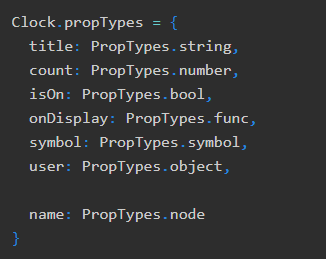 Clock.propTypes = {
  title: PropTypes.string,
  count: PropTypes.number,
  isOn: PropTypes.bool,
  onDisplay: PropTypes.func,
  symbol: PropTypes.symbol,
  user: PropTypes.object,

  name: PropTypes.node
}